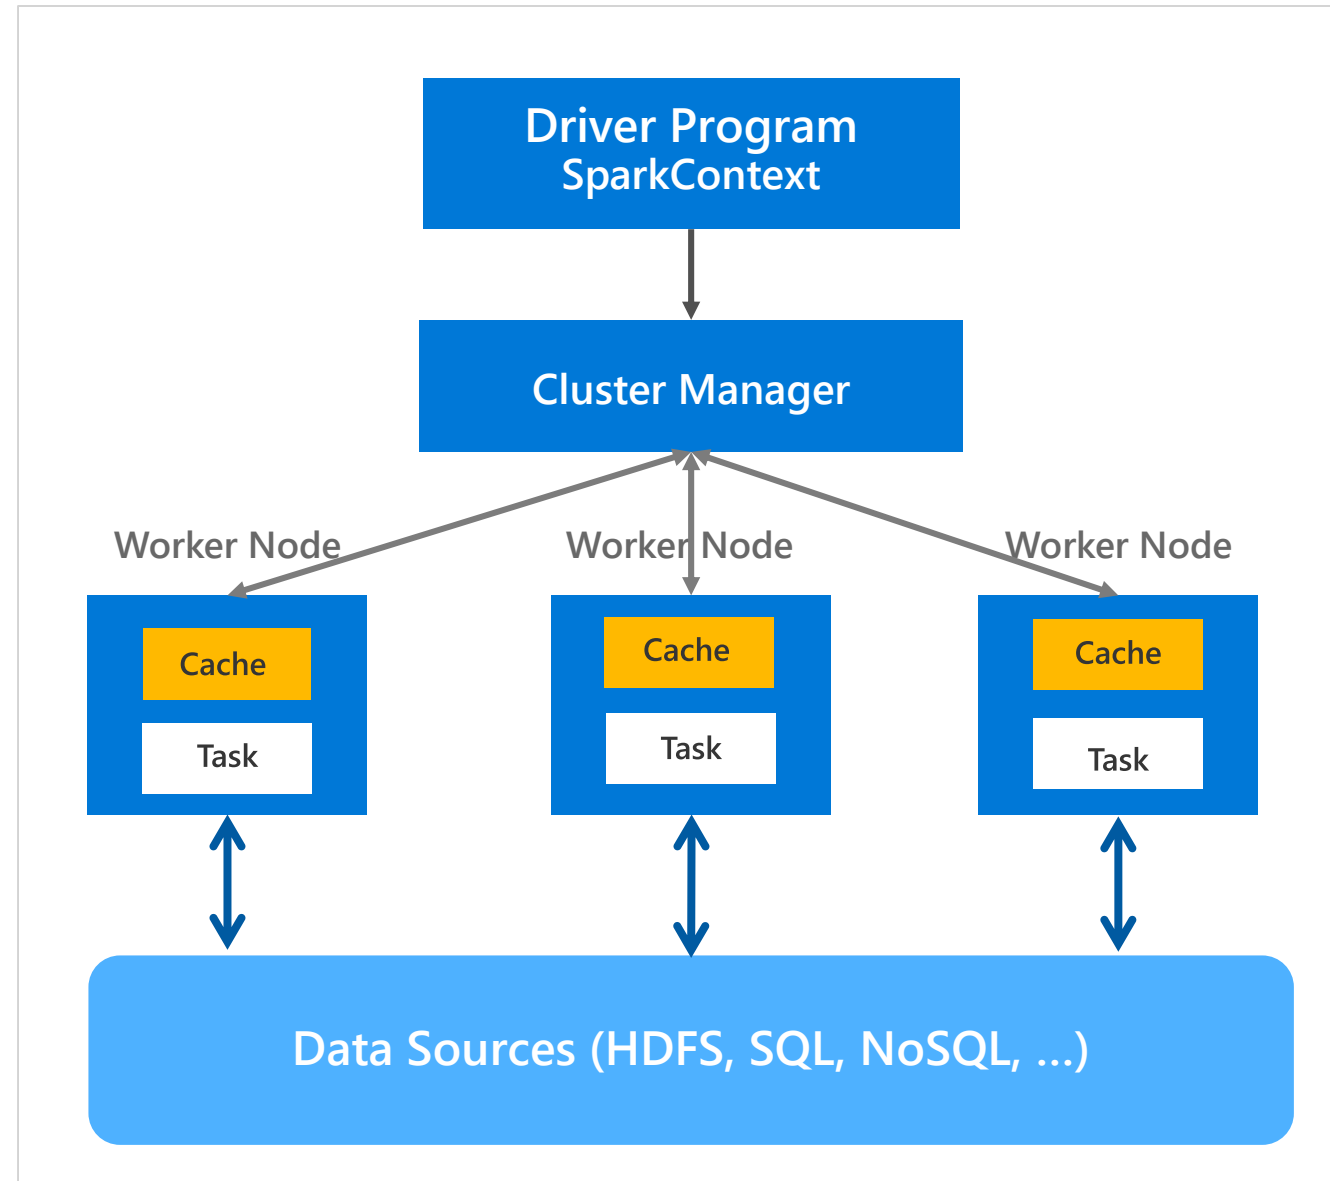 Driver Program
SparkContext
Cluster Manager
Worker Node
Worker Node
Worker Node
Cache
Cache
Cache
Task
Task
Task
Data Sources (HDFS, SQL, NoSQL, ...)